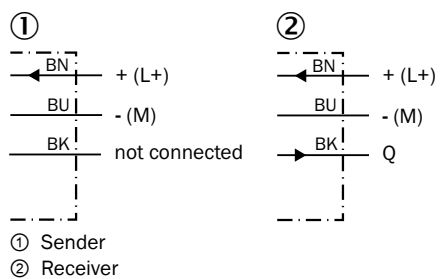 ① ②
BN + (L+) BN + (L+)
BU - (M) BU - (M)
BK not connected BK Q
① Sender
② Receiver